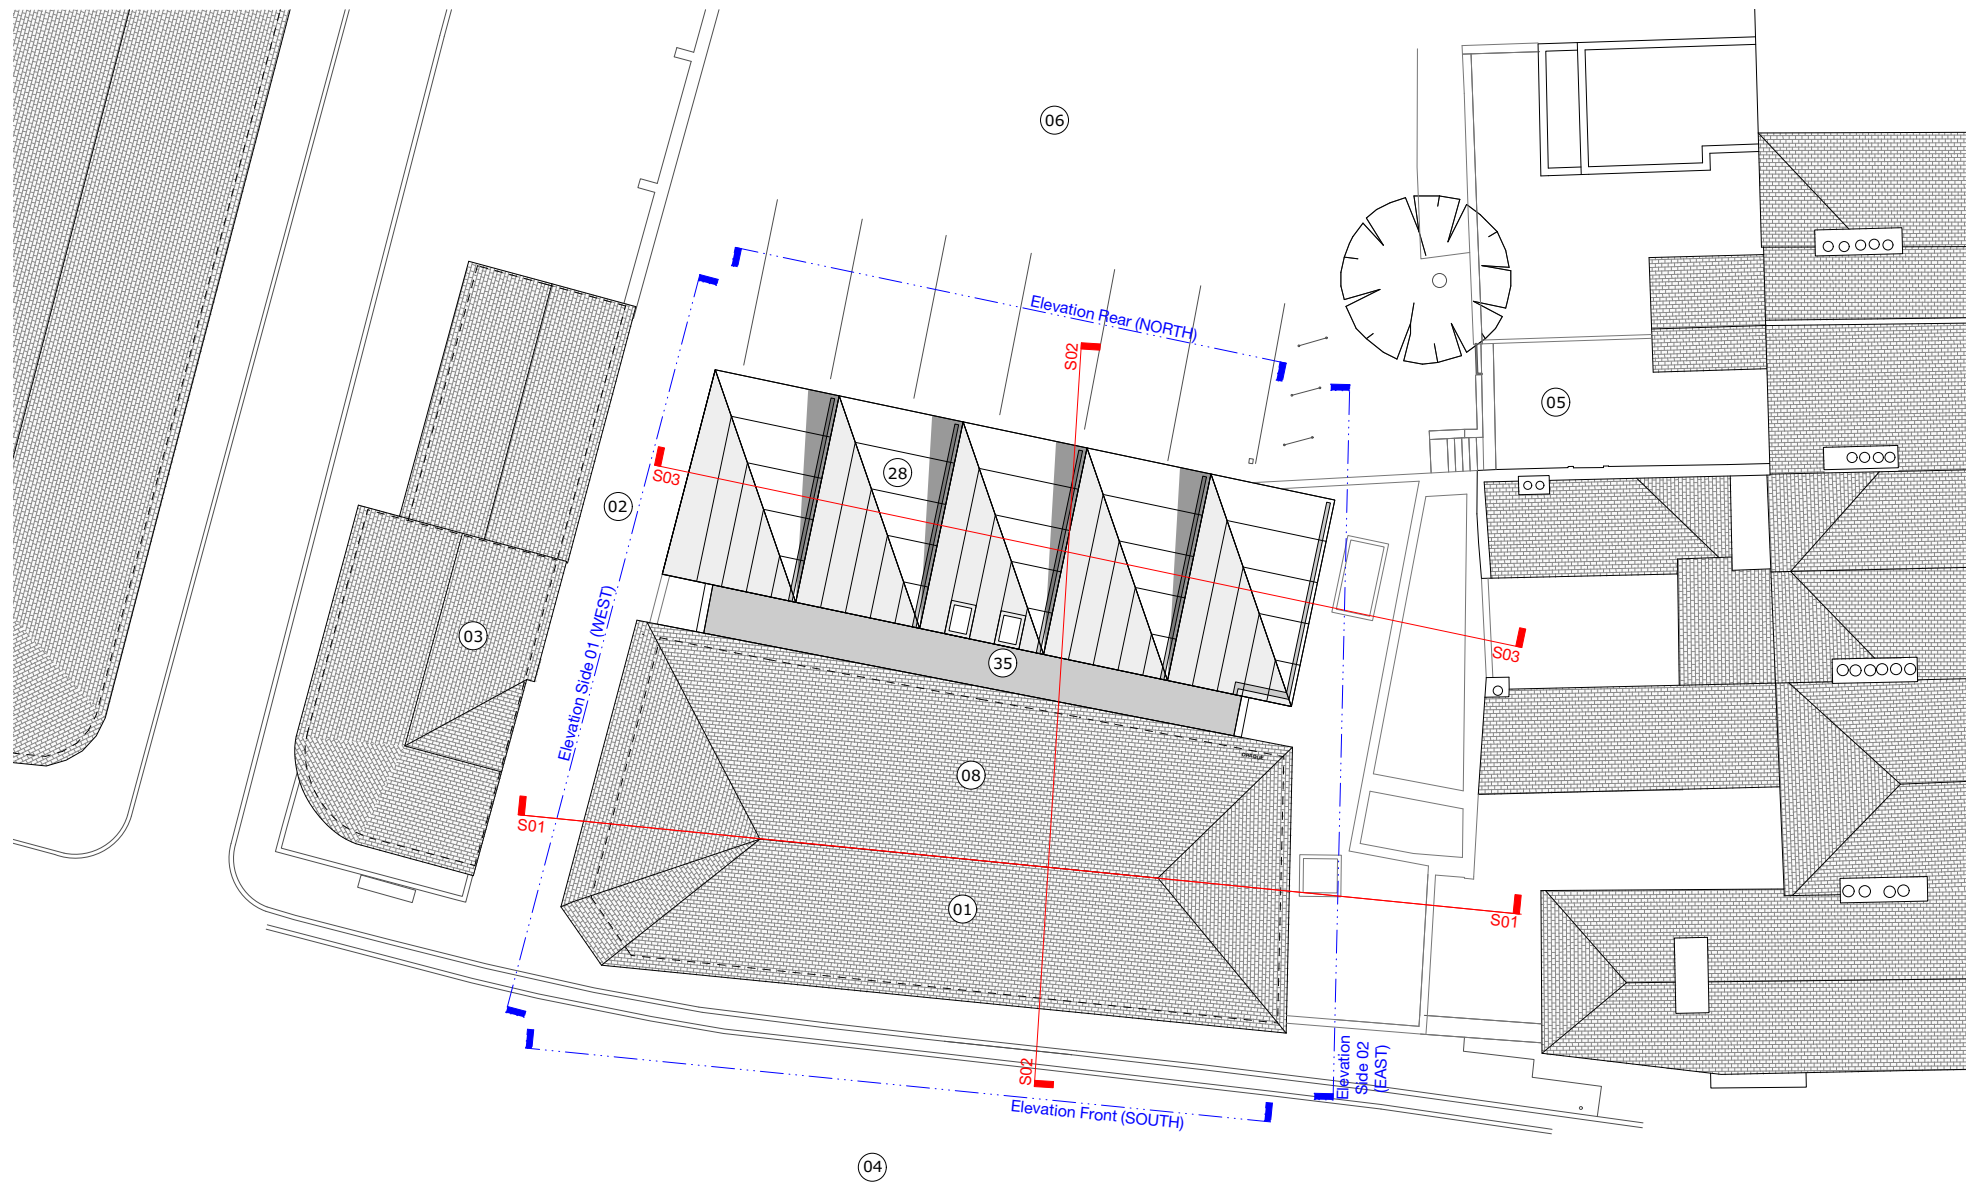 06
Elevation Rear (NORTH)
S02
05
28
S03
02
Elevation Side 01 (WEST)
03
35
S03
08
S01
01
S01
S02
Elevation
Side 02
(EAST)
Elevation Front (SOUTH)
04